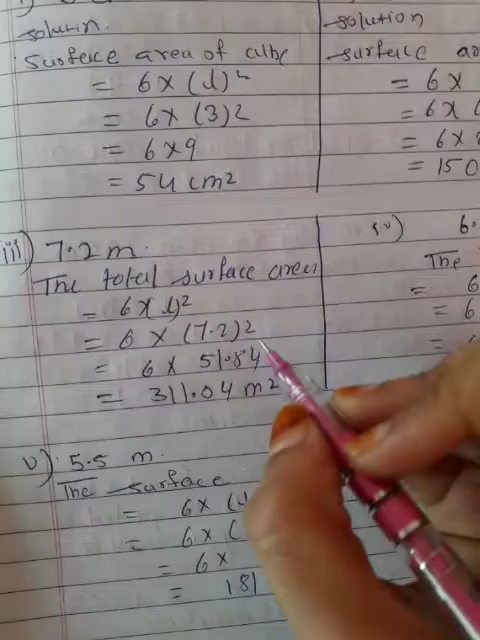 solution.
Surface area of cube
= 6 × (l)²
= 6 × (3)2
= 6 × 9
= 54 cm2
solution
surface
= 6 ×
= 6 ×
= 6 ×
= 150
iii) 7.2 m.
The total surface area
= 6 × l)²
= 6 × (7.2)2
= 6 × 51.84
= 311.04 m2
6.
The
= 6
= 6
=
v) 5.5 m.
The surface
= 6 × (
= 6 × (
= 6 ×
= 181